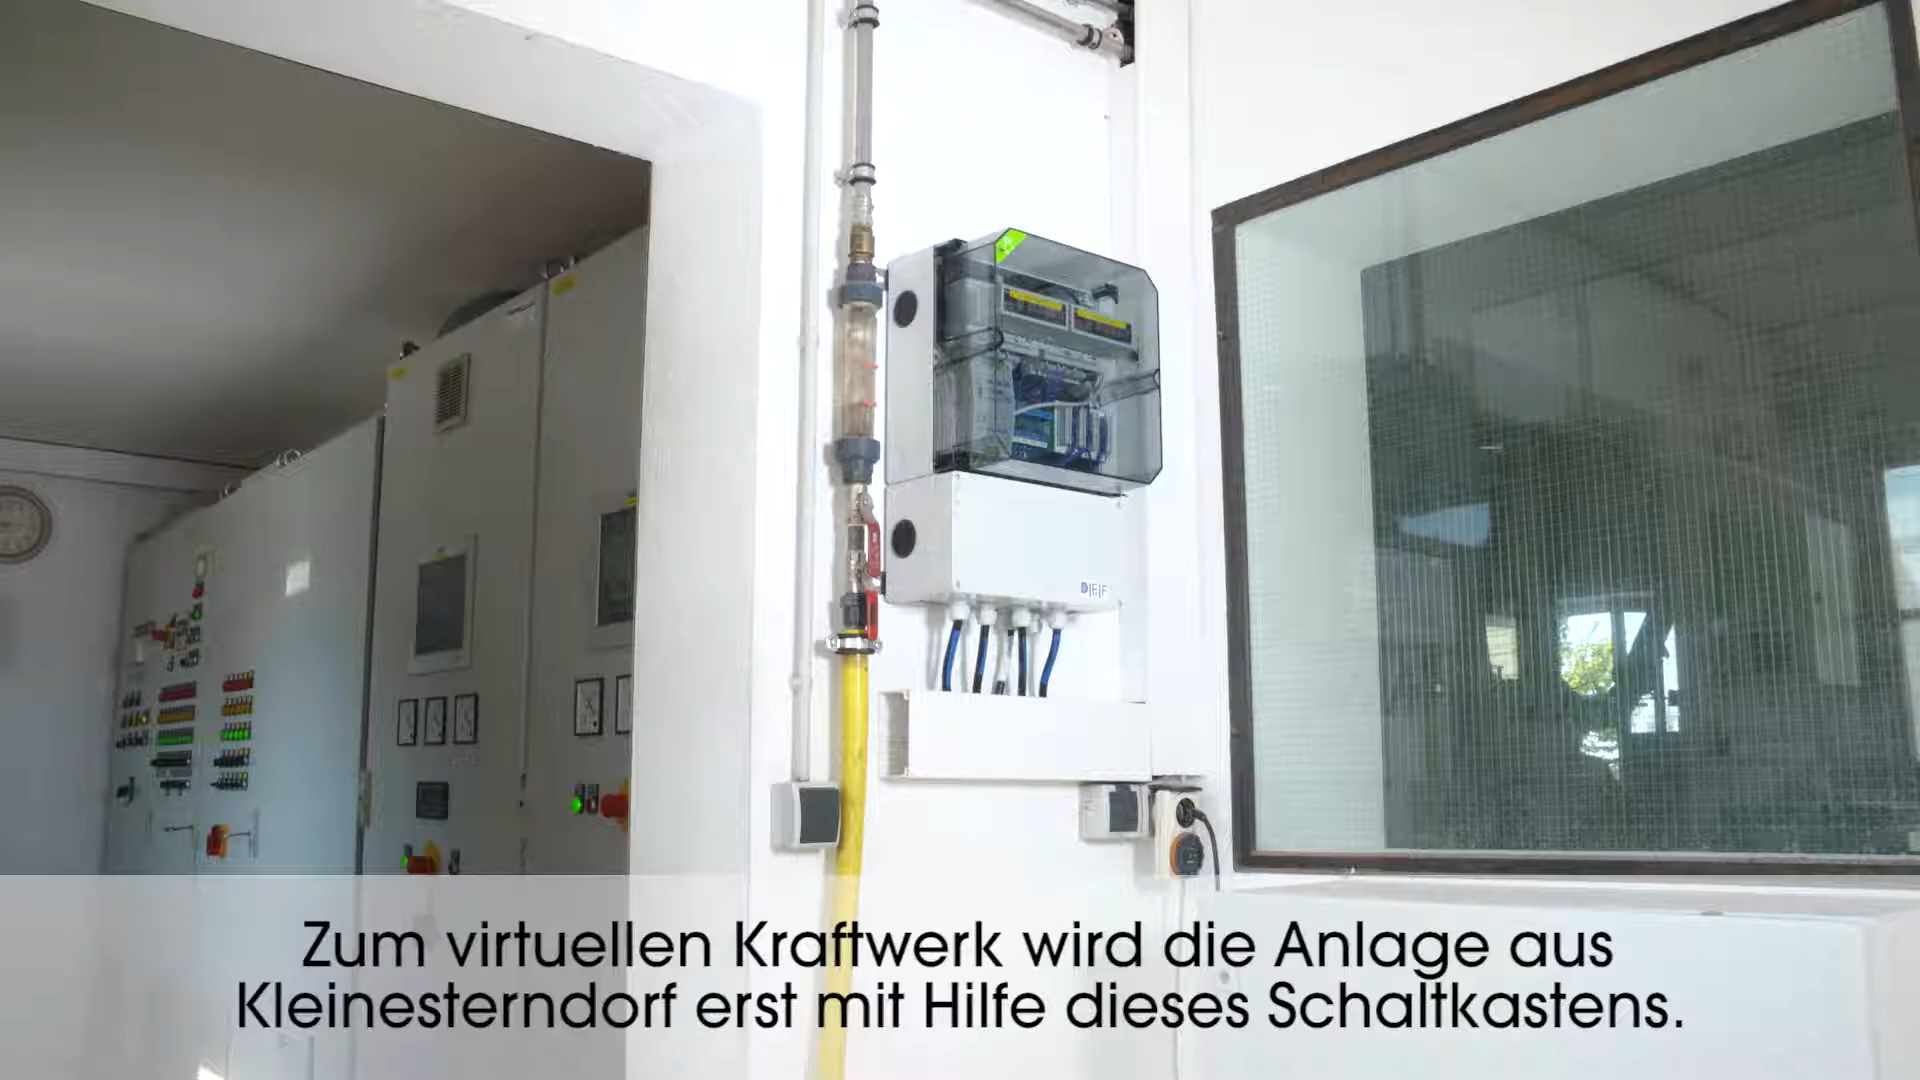 D|E|F
Zum virtuellen Kraftwerk wird die Anlage aus
Kleinesterndorf erst mit Hilfe dieses Schaltkastens.